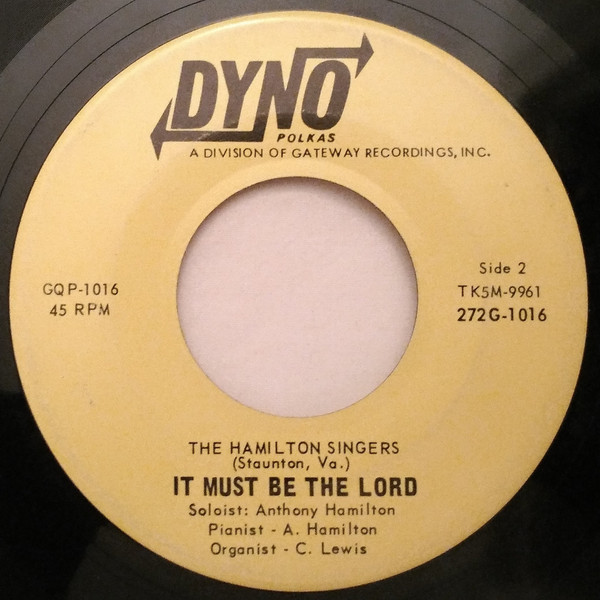 DYNO
POLKAS
A DIVISION OF GATEWAY RECORDINGS, INC.
GQP-1016
45 RPM
Side 2
TK5M-9961
272G-1016
THE HAMILTON SINGERS
(Staunton, Va.)
IT MUST BE THE LORD
Soloist: Anthony Hamilton
Pianist - A. Hamilton
Organist - C. Lewis